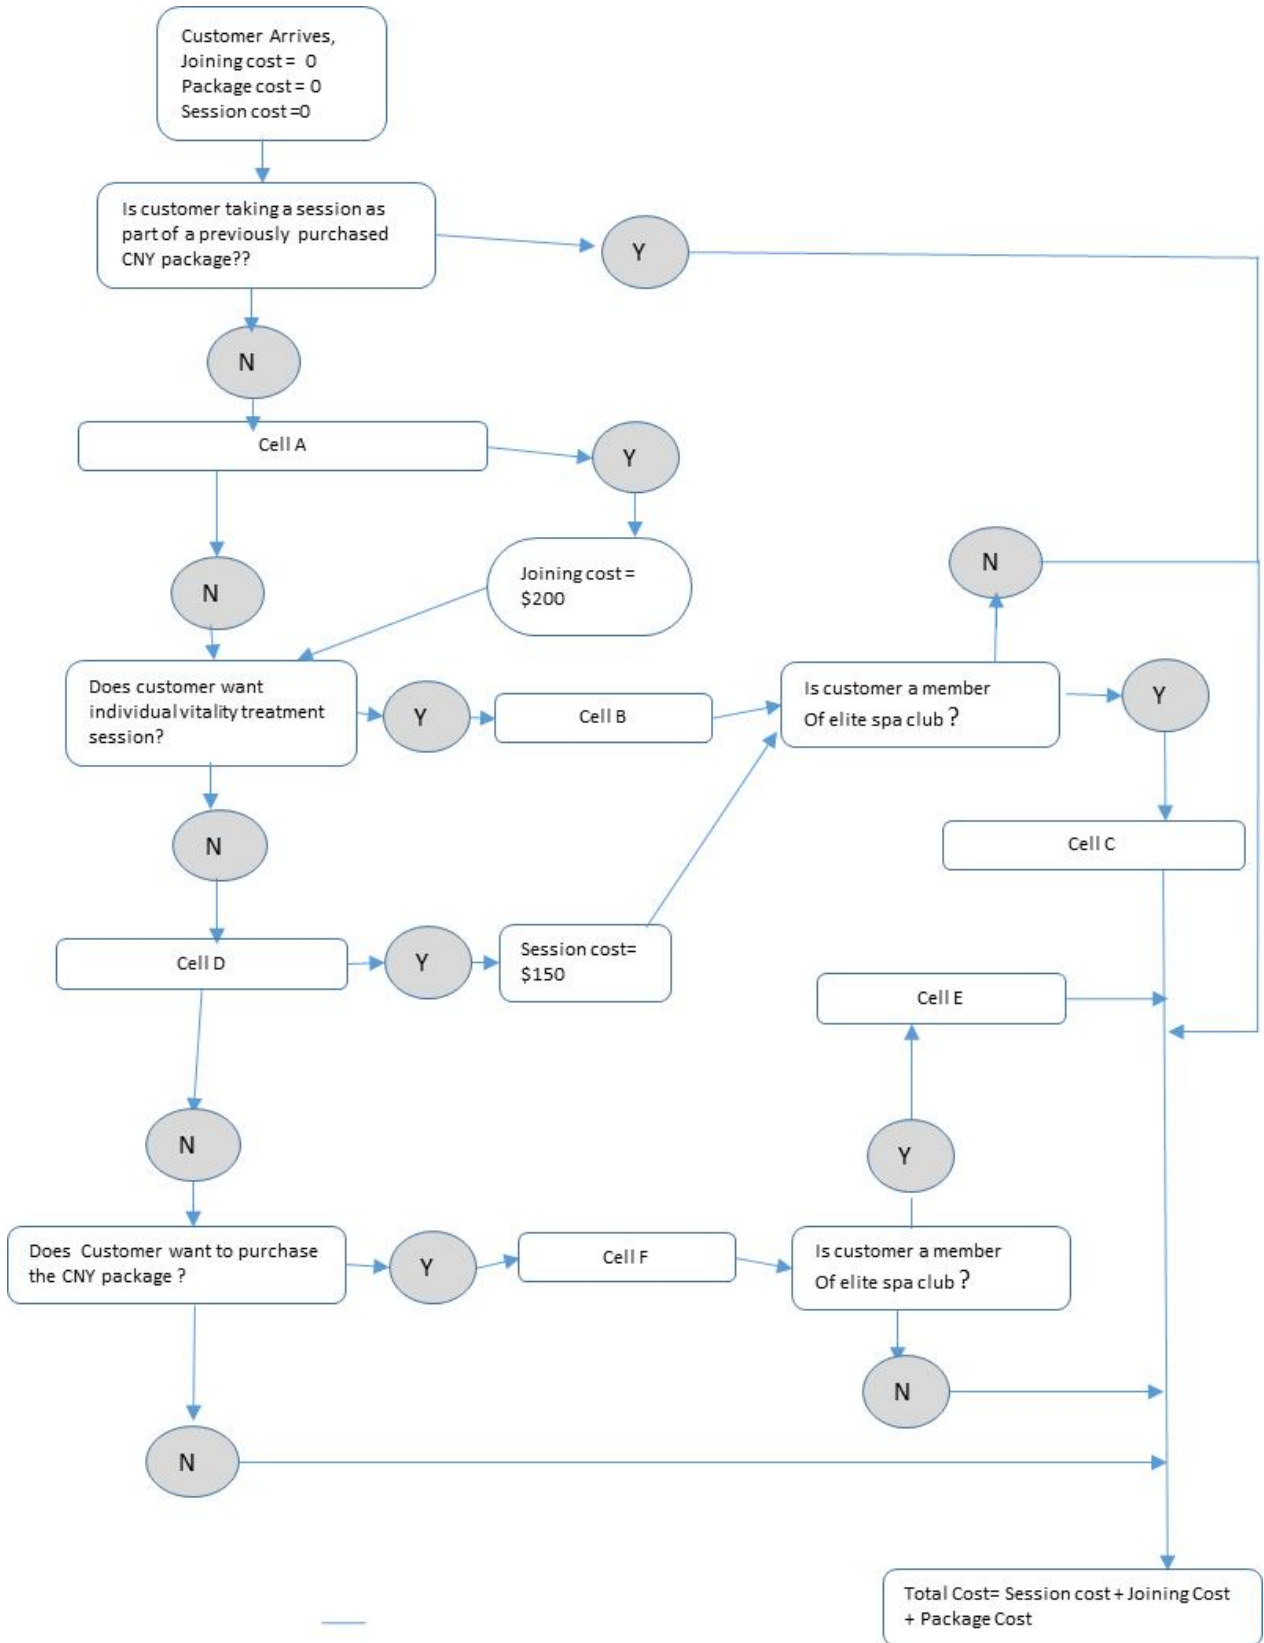 Customer Arrives,
Joining cost = 0
Package cost = 0
Session cost =0
Is customer taking a session as
part of a previously purchased
CNY package??
Y
N
Cell A
Y
N
Joining cost =
$200
N
Does customer want
individual vitality treatment
session?
Y
Cell B
Is customer a member
Of elite spa club ?
Y
Cell C
N
Cell D
Y
Session cost=
$150
Cell E
N
Y
Does Customer want to purchase
the CNY package ?
Y
Cell F
Is customer a member
Of elite spa club ?
N
N
Total Cost= Session cost + Joining Cost
+ Package Cost